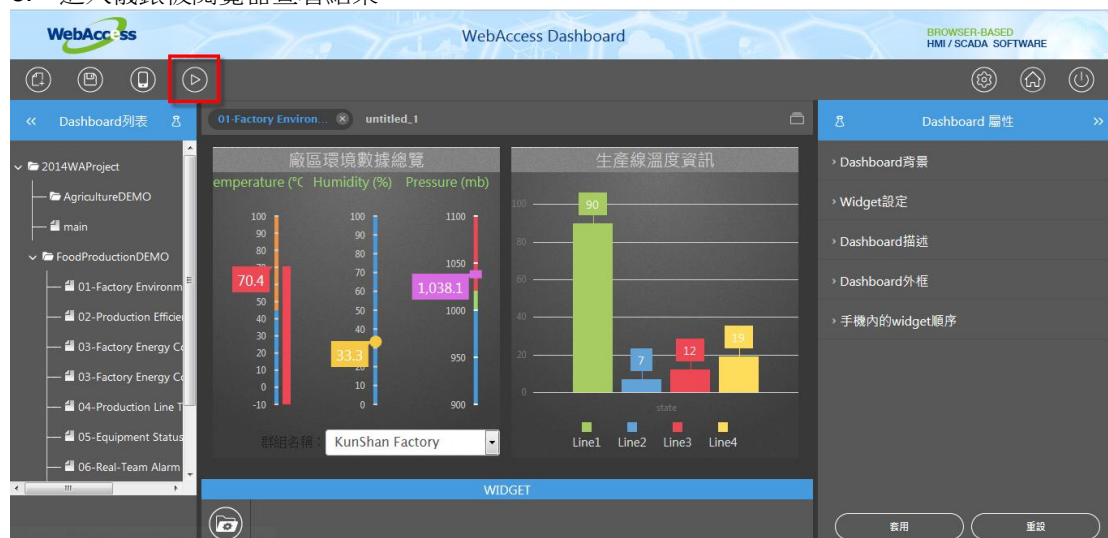 WebAccess
WebAccess Dashboard
BROWSER-BASED
HMI / SCADA SOFTWARE
Dashboard列表
2014WAProject
AgricultureDEMO
main
FoodProductionDEMO
01-Factory Environm
02-Production Efficie
03-Factory Energy Co
03-Factory Energy Co
04-Production Line T
05-Equipment Status
06-Real-Team Alarm
01-Factory Environ... untitled_1
廠區環境數據總覽
emperature (°C Humidity (%) Pressure (mb)
100
90
80
70.4
50
40
30
20
10
0
-10
100
90
80
70
60
50
40
33.3
10
0
1100
1050
1,038.1
1000
950
900
群組名稱: KunShan Factory
生產線溫度資訊
100
80
60
40
20
0
90
7
12
19
state
Line1 Line2 Line3 Line4
WIDGET
Dashboard 屬性
Dashboard背景
Widget設定
Dashboard描述
Dashboard外框
手機內的widget順序
套用 重設